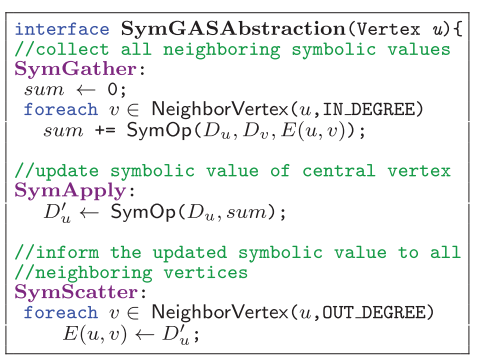 interface SymGASAbstraction(Vertex u){
//collect all neighboring symbolic values
SymGather:
sum ← 0;
foreach v ∈ NeighborVertex(u,IN_DEGREE)
sum += SymOp(D_u, D_v, E(u, v));
//update symbolic value of central vertex
SymApply:
D′_u ← SymOp(D_u, sum);
//inform the updated symbolic value to all
//neighboring vertices
SymScatter:
foreach v ∈ NeighborVertex(u,OUT_DEGREE)
E(u, v) ← D′_u;